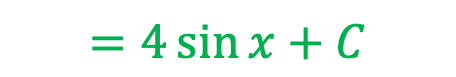 = 4 sin x + C